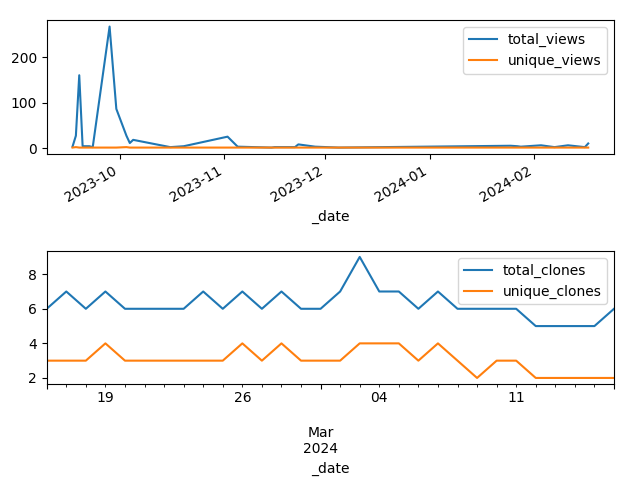 200
100
0
total_views
unique_views
2023-10
2023-11
2023-12
2024-01
2024-02
_date
8
6
4
2
total_clones
unique_clones
19
26
04
11
Mar
2024
_date